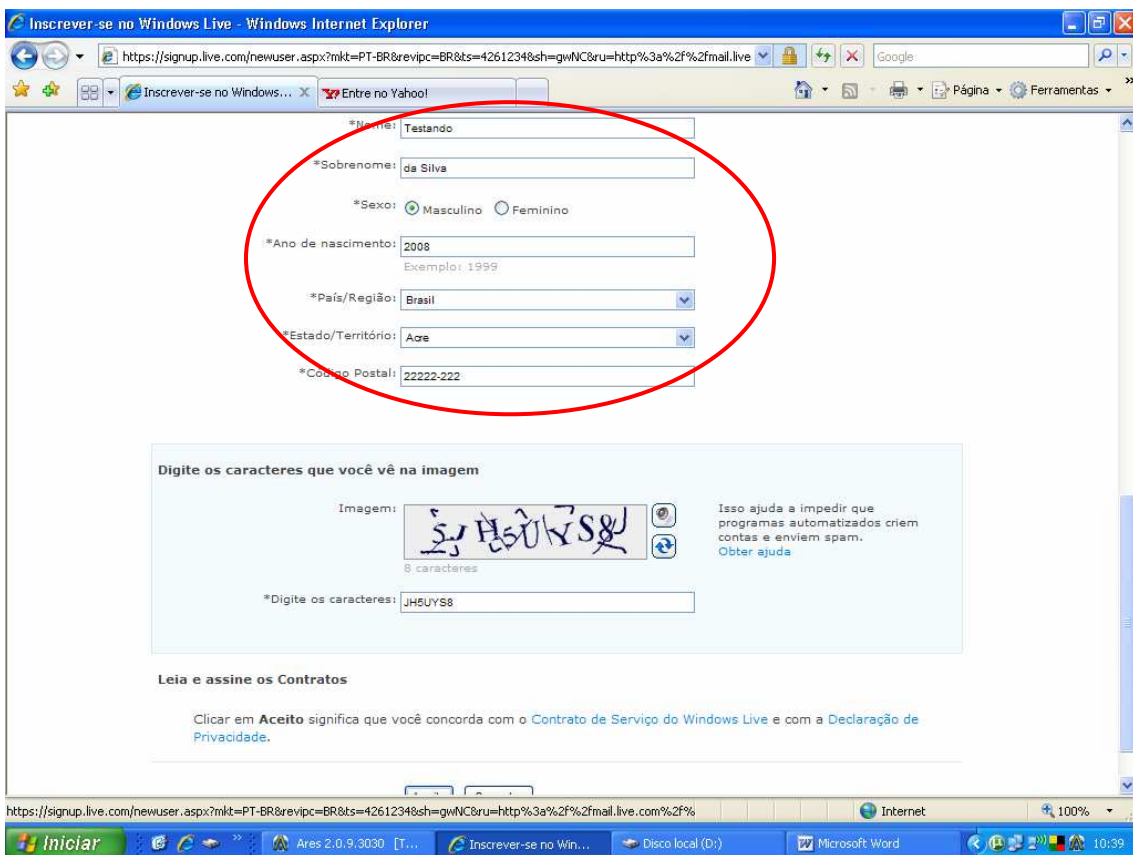 Inscrever-se no Windows Live - Windows Internet Explorer
https://signup.live.com/newuser.aspx?mkt=PT-BR&revipc=BR&ts=4261234&sh=gwNC&ru=http%3a%2f%2fmail.live
Google
Inscrever-se no Windows... Entre no Yahoo! Página Ferramentas
*Nome: Testando
*Sobrenome: da Silva
*Sexo: Masculino Feminino
*Ano de nascimento: 2008
Exemplo: 1999
*País/Região: Brasil
*Estado/Território: Acre
*Código Postal: 22222-222
Digite os caracteres que você vê na imagem
Imagem:
8 caracteres
Isso ajuda a impedir que
programas automatizados criem
contas e enviem spam.
Obter ajuda
*Digite os caracteres: JH5UYS8
Leia e assine os Contratos
Clicar em Aceito significa que você concorda com o Contrato de Serviço do Windows Live e com a Declaração de
Privacidade.
https://signup.live.com/newuser.aspx?mkt=PT-BR&revipc=BR&ts=4261234&sh=gwNC&ru=http%3a%2f%2fmail.live.com%2f% Internet 100%
Iniciar Ares 2.0.9.3030 [T... Inscrever-se no Win... Disco local (D:) Microsoft Word 10:39